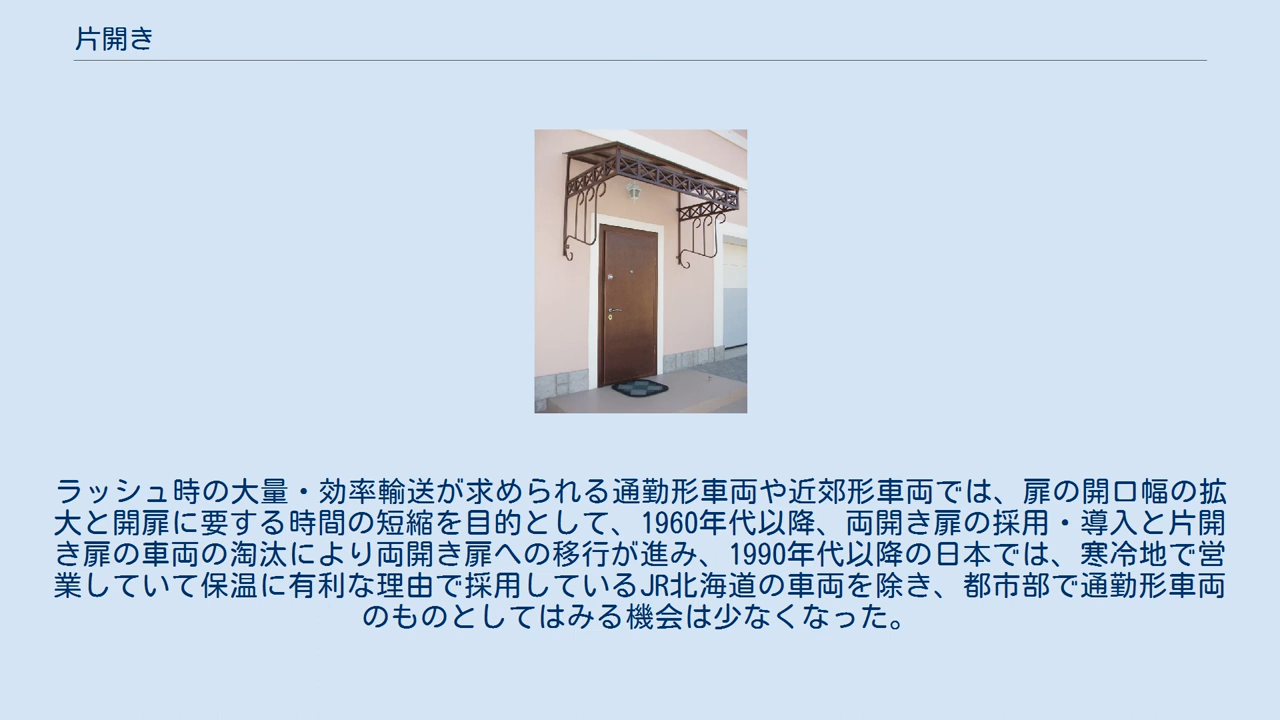 片開き
ラッシュ時の大量・効率輸送が求められる通勤形車両や近郊形車両では、扉の開口幅の拡
大と開扉に要する時間の短縮を目的として、1960年代以降、両開き扉の採用・導入と片開
き扉の車両の淘汰により両開き扉への移行が進み、1990年代以降の日本では、寒冷地で営
業していて保温に有利な理由で採用しているJR北海道の車両を除き、都市部で通勤形車両
のものとしてはみる機会は少なくなった。